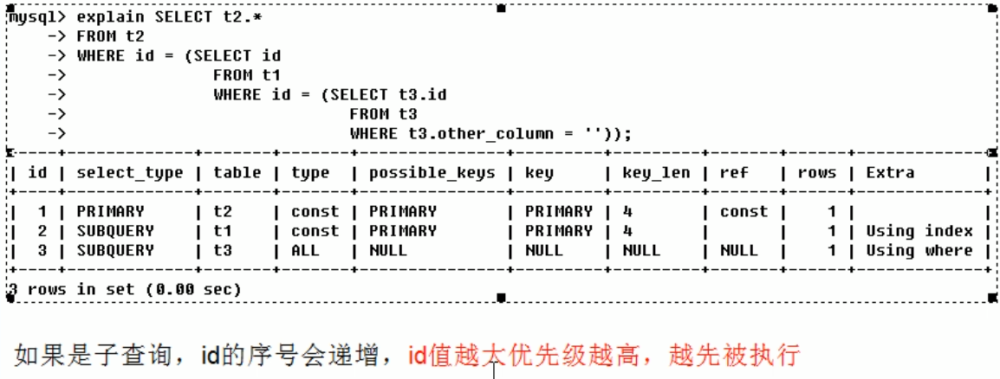 mysql> explain SELECT t2.*
-> FROM t2
-> WHERE id = (SELECT id
-> FROM t1
-> WHERE id = (SELECT t3.id
-> FROM t3
-> WHERE t3.other_column = ''));
| id | select_type | table | type | possible_keys | key | key_len | ref | rows | Extra |
| 1 | PRIMARY | t2 | const | PRIMARY | PRIMARY | 4 | const | 1 | |
| 2 | SUBQUERY | t1 | const | PRIMARY | PRIMARY | 4 | | 1 | Using index |
| 3 | SUBQUERY | t3 | ALL | NULL | NULL | NULL | NULL | 1 | Using where |
3 rows in set (0.00 sec)
如果是子查询，id的序号会递增，id值越大优先级越高，越先被执行